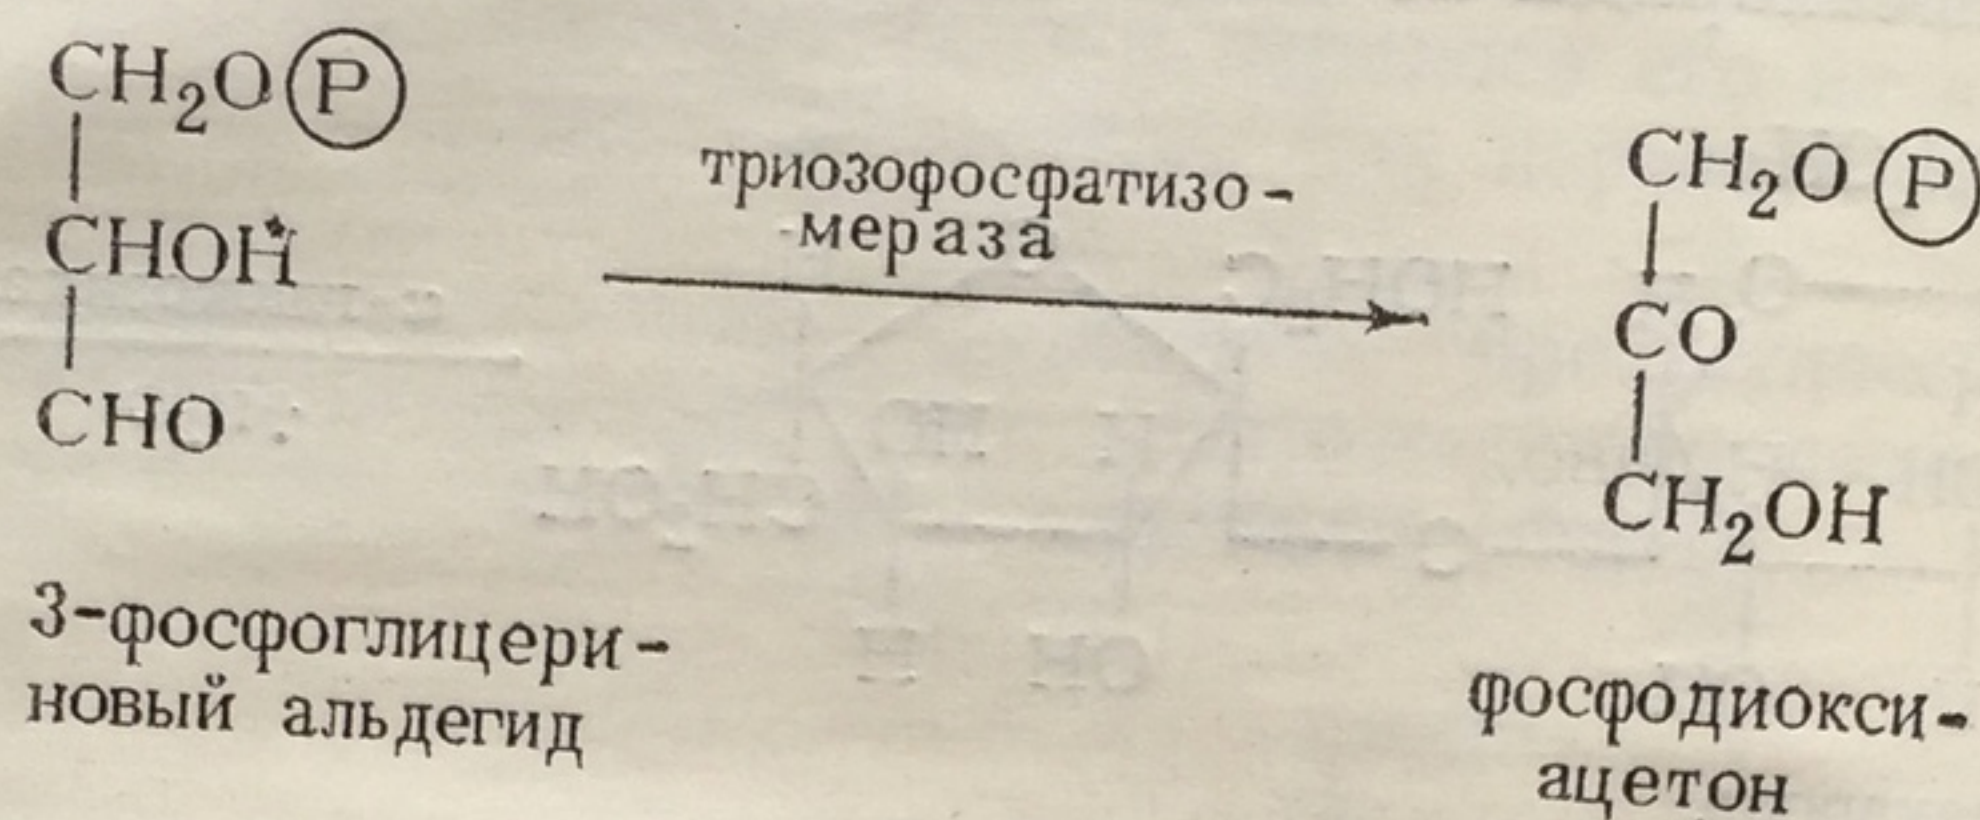 CH₂O(P)
CHOH
CHO
триозофосфатизо-
-мераза
CH₂O(P)
CO
CH₂OH
3-фосфоглицери-
новый альдегид
фосфодиокси-
ацетон